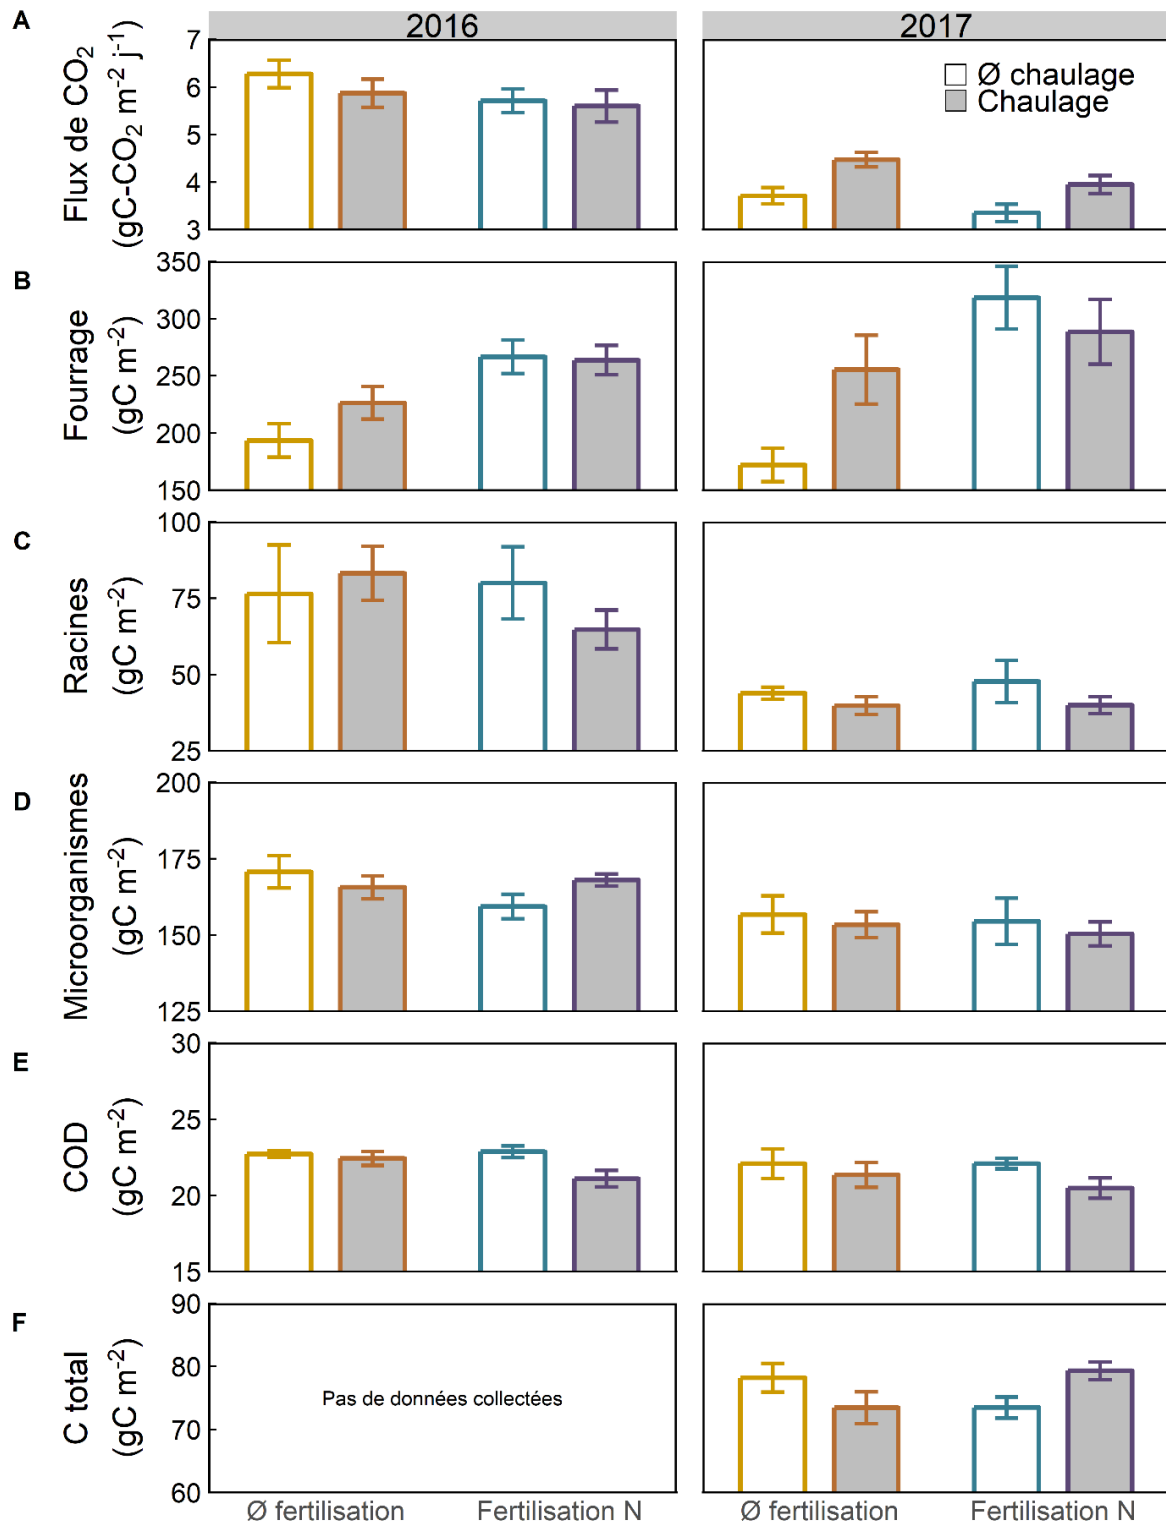 2016
2017
A
Flux de CO₂
(gC-CO₂ m⁻² j⁻¹)
7
6
5
4
3
Ø chaulage
Chaulage
B
Fourrage
(gC m⁻²)
350
300
250
200
150
C
Racines
(gC m⁻²)
100
75
50
25
D
Microorganismes
(gC m⁻²)
200
175
150
125
E
COD
(gC m⁻²)
30
25
20
15
F
C total
(gC m⁻²)
90
80
70
60
Pas de données collectées
Ø fertilisation
Fertilisation N
Ø fertilisation
Fertilisation N